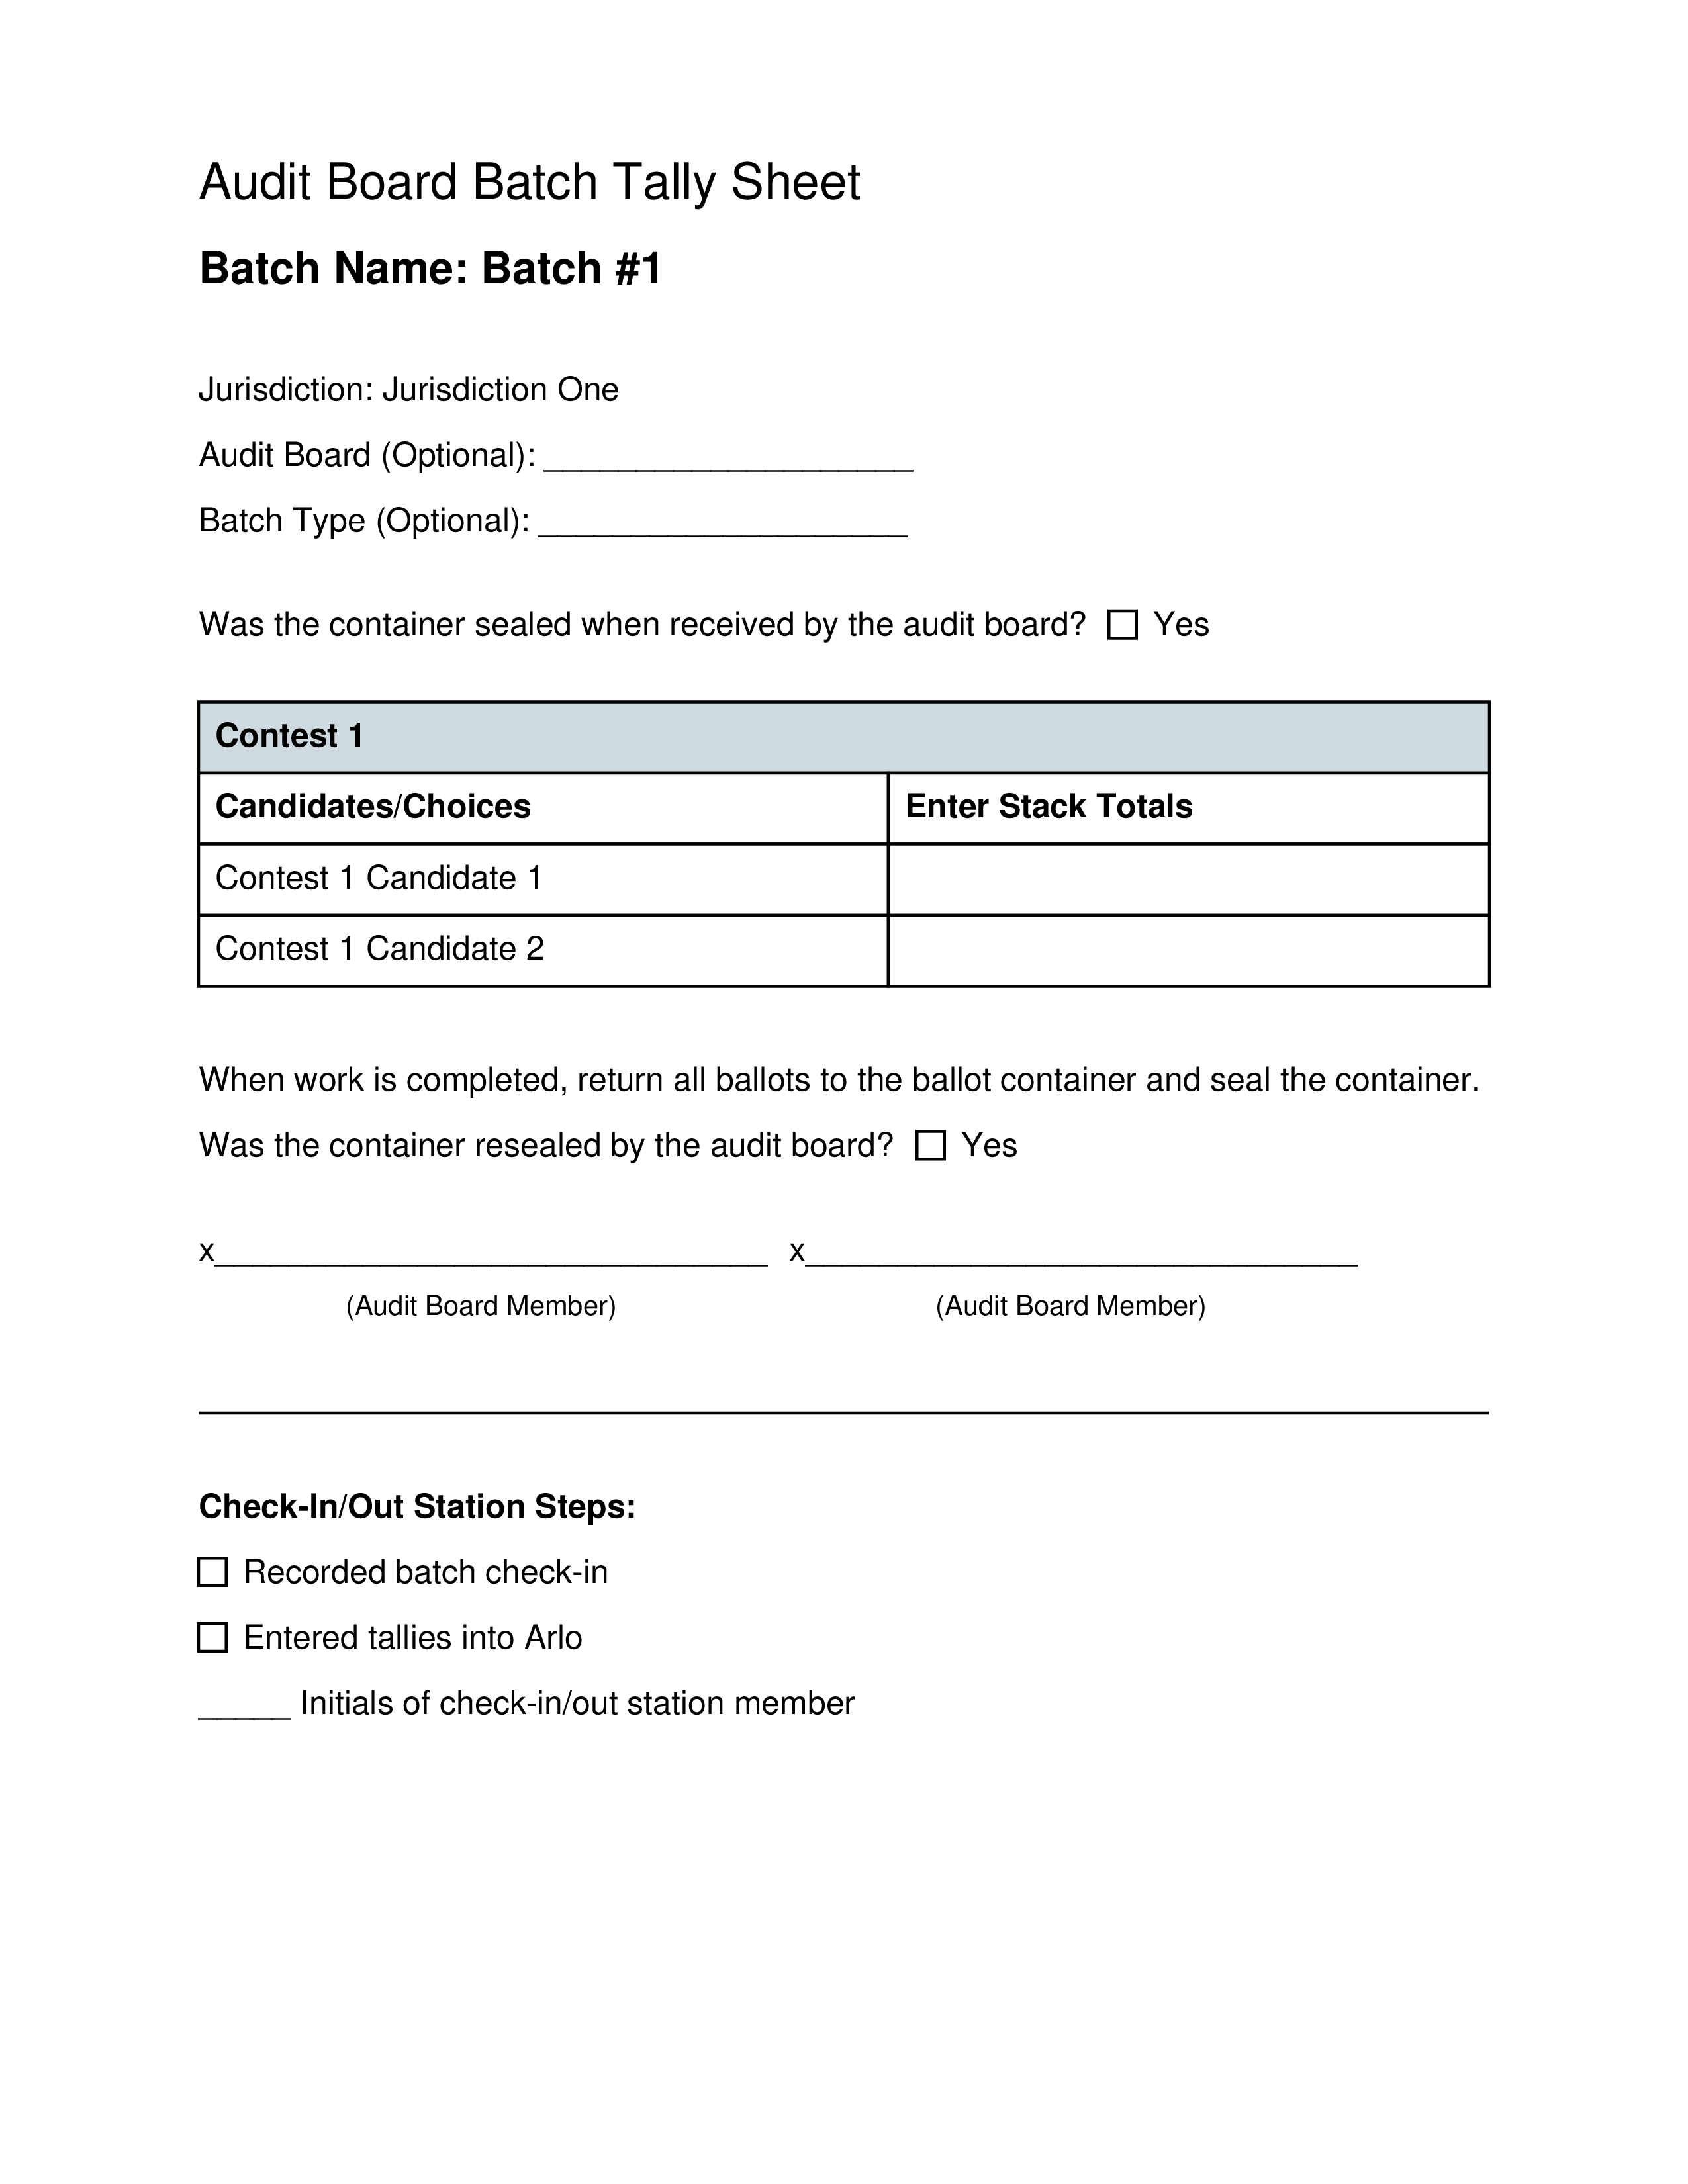 Audit Board Batch Tally Sheet
Batch Name: Batch #1
Jurisdiction: Jurisdiction One
Audit Board (Optional): ____________________
Batch Type (Optional): ____________________
Was the container sealed when received by the audit board? ☐ Yes
Contest 1
Candidates/Choices Enter Stack Totals
Contest 1 Candidate 1
Contest 1 Candidate 2
When work is completed, return all ballots to the ballot container and seal the container.
Was the container resealed by the audit board? ☐ Yes
x______________________________ x______________________________
(Audit Board Member) (Audit Board Member)
Check-In/Out Station Steps:
☐ Recorded batch check-in
☐ Entered tallies into Arlo
_____ Initials of check-in/out station member